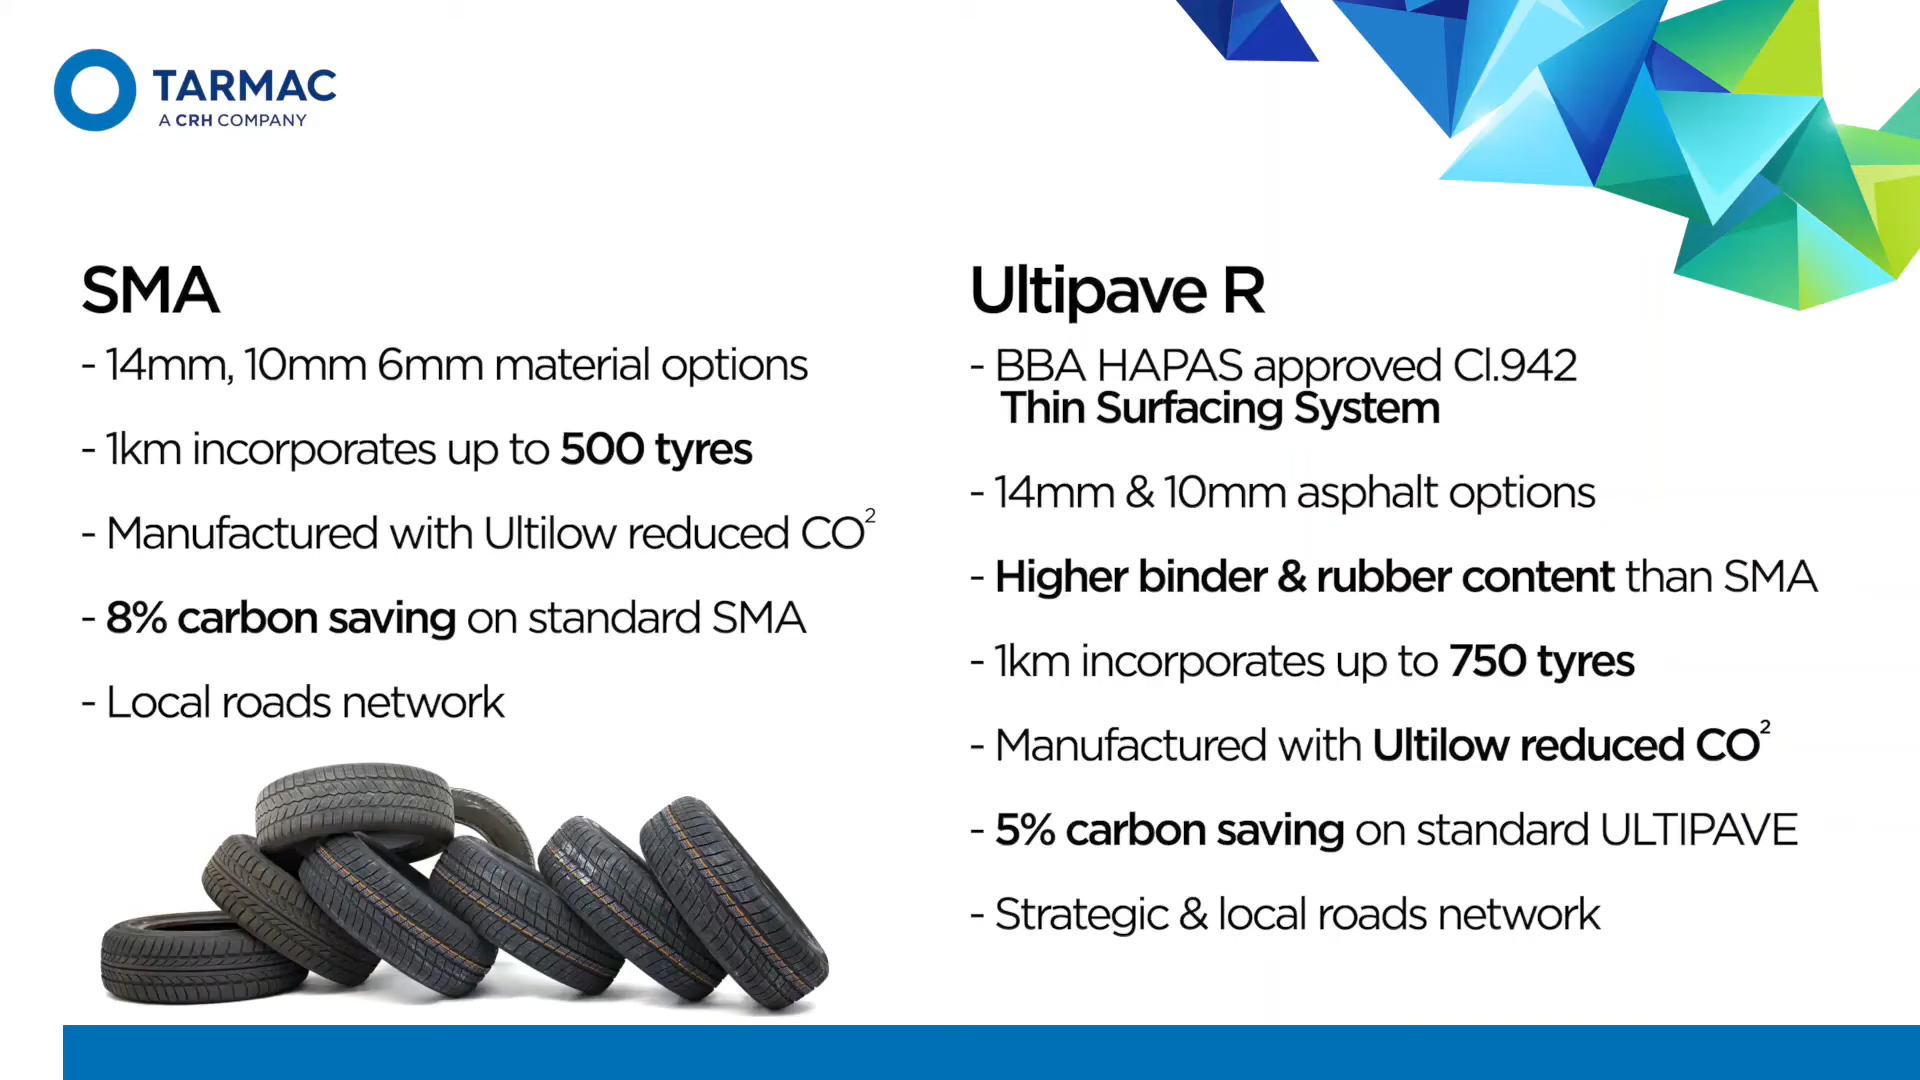 TARMAC
A CRH COMPANY
SMA
- 14mm, 10mm 6mm material options
- 1km incorporates up to 500 tyres
- Manufactured with Ultilow reduced CO²
- 8% carbon saving on standard SMA
- Local roads network
Ultipave R
- BBA HAPAS approved Cl.942
Thin Surfacing System
- 14mm & 10mm asphalt options
- Higher binder & rubber content than SMA
- 1km incorporates up to 750 tyres
- Manufactured with Ultilow reduced CO²
- 5% carbon saving on standard ULTIPAVE
- Strategic & local roads network